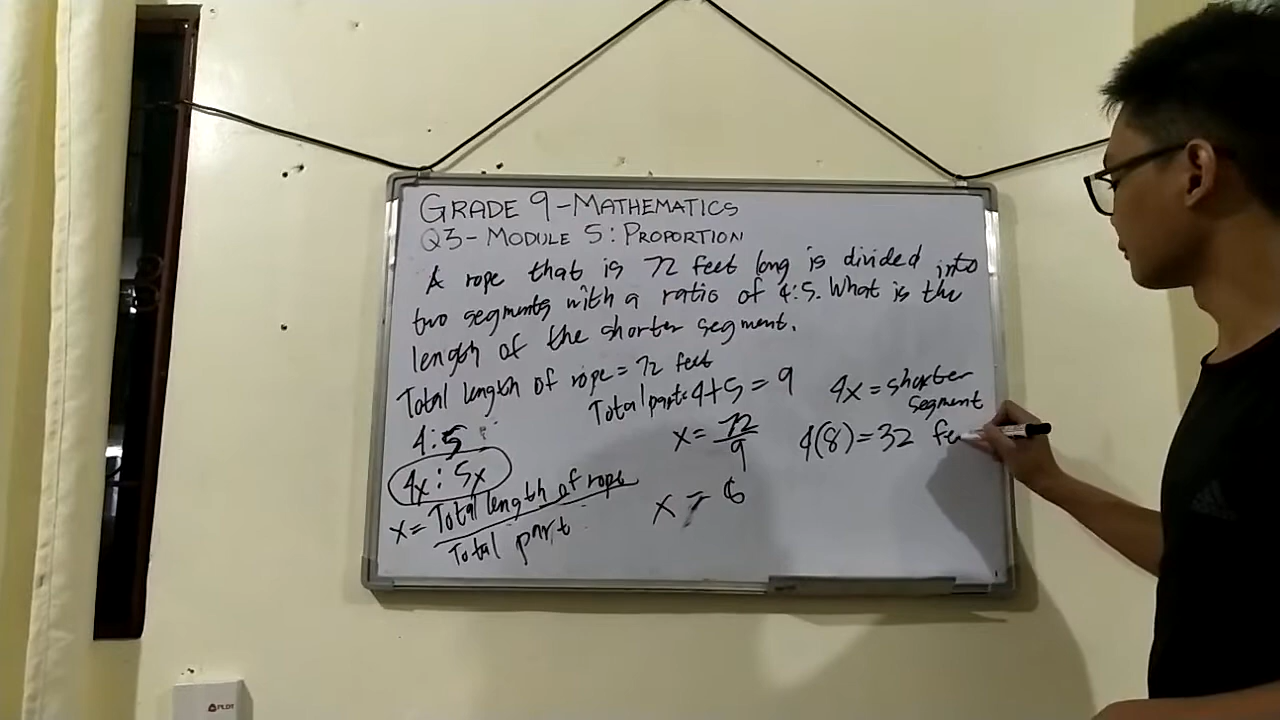 GRADE 9-MATHEMATICS
Q3-MODULE 5: PROPORTION
A rope that is 72 feet long is divided into
two segments with a ratio of 4:5. What is the
length of the shorter segment.
Total length of rope = 72 feet
Total part: 4+5 = 9
4:5
4x : 5x
x = Total length of rope
Total part
x = 72
9
x =
4x = shorter
segment
4(8) = 32 fe
PLDT